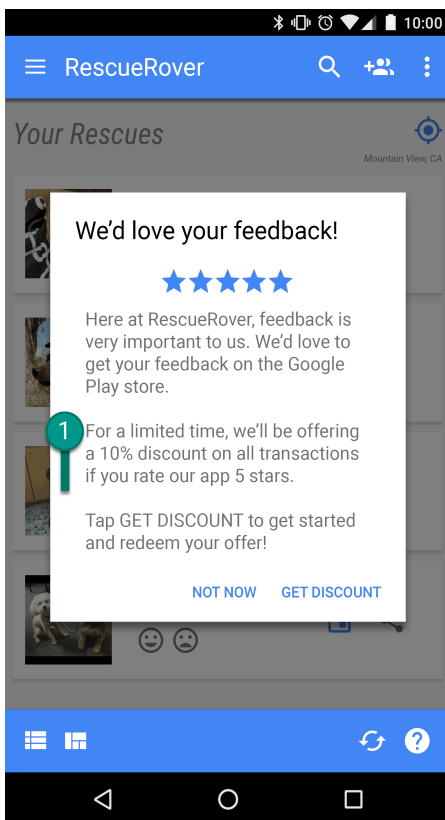 10:00
RescueRover
Your Rescues
Mountain View, CA
We’d love your feedback!
Here at RescueRover, feedback is
very important to us. We’d love to
get your feedback on the Google
Play store.
1
For a limited time, we’ll be offering
a 10% discount on all transactions
if you rate our app 5 stars.
Tap GET DISCOUNT to get started
and redeem your offer!
NOT NOW GET DISCOUNT